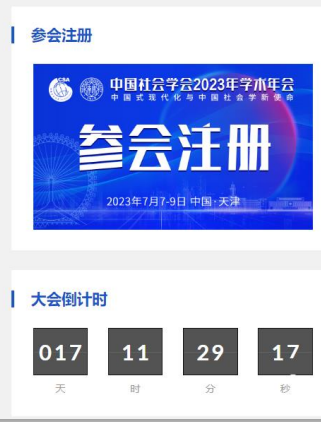 参会注册
CSA
中国社会学会2023年学术年会
中国式现代化与中国社会学新使命
参会注册
2023年7月7-9日 中国·天津
大会倒计时
017 11 29 17
天 时 分 秒